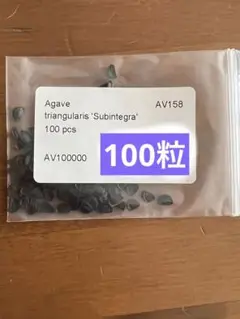 Agave AV158
triangularis 'Subintegra'
100 pcs
AV100000
100粒